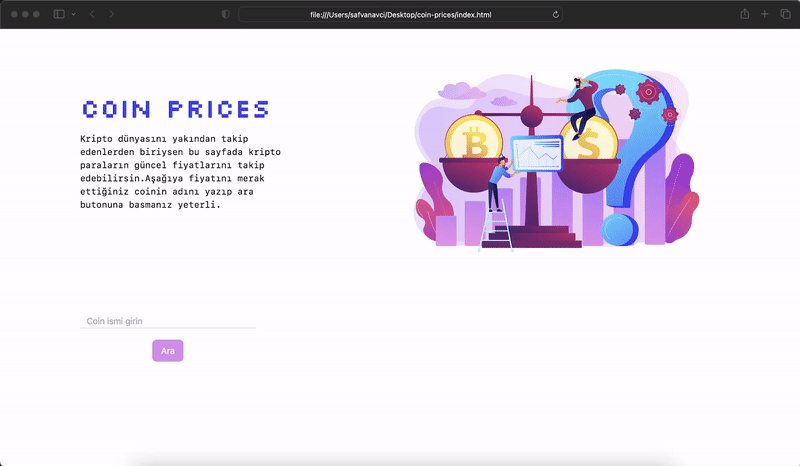 file:///Users/safvanavci/Desktop/coin-prices/index.html
COIN PRICES
Kripto dünyasını yakından takip
edenlerden biriysen bu sayfada kripto
paraların güncel fiyatlarını takip
edebilirsin.Aşağıya fiyatını merak
ettiğiniz coinin adını yazıp ara
butonuna basmanız yeterli.
Coin ismi girin
Ara